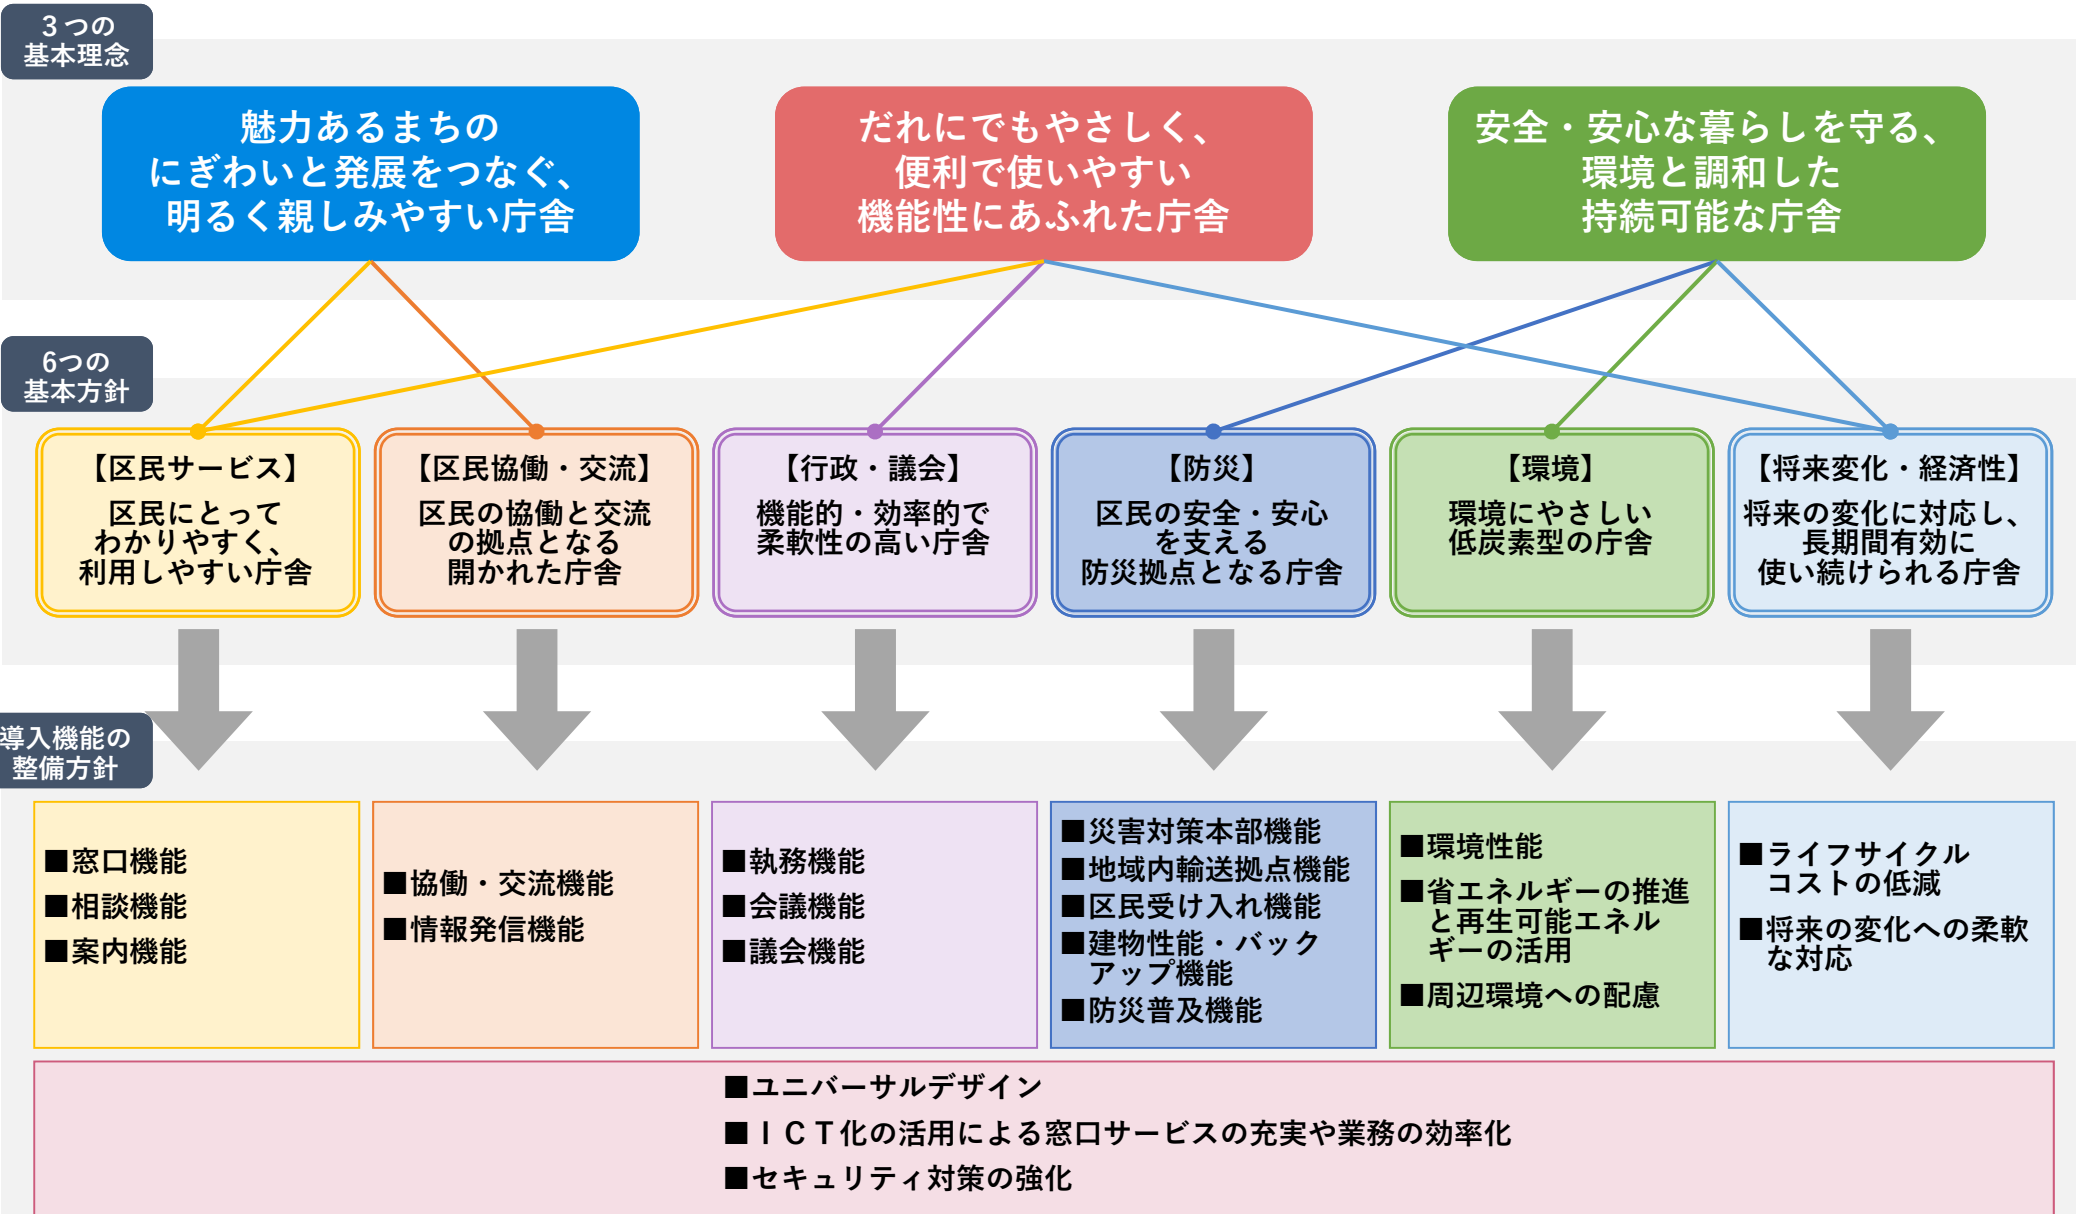 ３つの
基本理念
魅力あるまちの
にぎわいと発展をつなぐ、
明るく親しみやすい庁舎
だれにでもやさしく、
便利で使いやすい
機能性にあふれた庁舎
安全・安心な暮らしを守る、
環境と調和した
持続可能な庁舎
6つの
基本方針
【区民サービス】
区民にとって
わかりやすく、
利用しやすい庁舎
【区民協働・交流】
区民の協働と交流
の拠点となる
開かれた庁舎
【行政・議会】
機能的・効率的で
柔軟性の高い庁舎
【防災】
区民の安全・安心
を支える
防災拠点となる庁舎
【環境】
環境にやさしい
低炭素型の庁舎
【将来変化・経済性】
将来の変化に対応し、
長期間有効に
使い続けられる庁舎
導入機能の
整備方針
■窓口機能
■相談機能
■案内機能
■協働・交流機能
■情報発信機能
■執務機能
■会議機能
■議会機能
■災害対策本部機能
■地域内輸送拠点機能
■区民受け入れ機能
■建物性能・バック
アップ機能
■防災普及機能
■環境性能
■省エネルギーの推進
と再生可能エネル
ギーの活用
■周辺環境への配慮
■ライフサイクル
コストの低減
■将来の変化への柔軟
な対応
■ユニバーサルデザイン
■ＩＣＴ化の活用による窓口サービスの充実や業務の効率化
■セキュリティ対策の強化